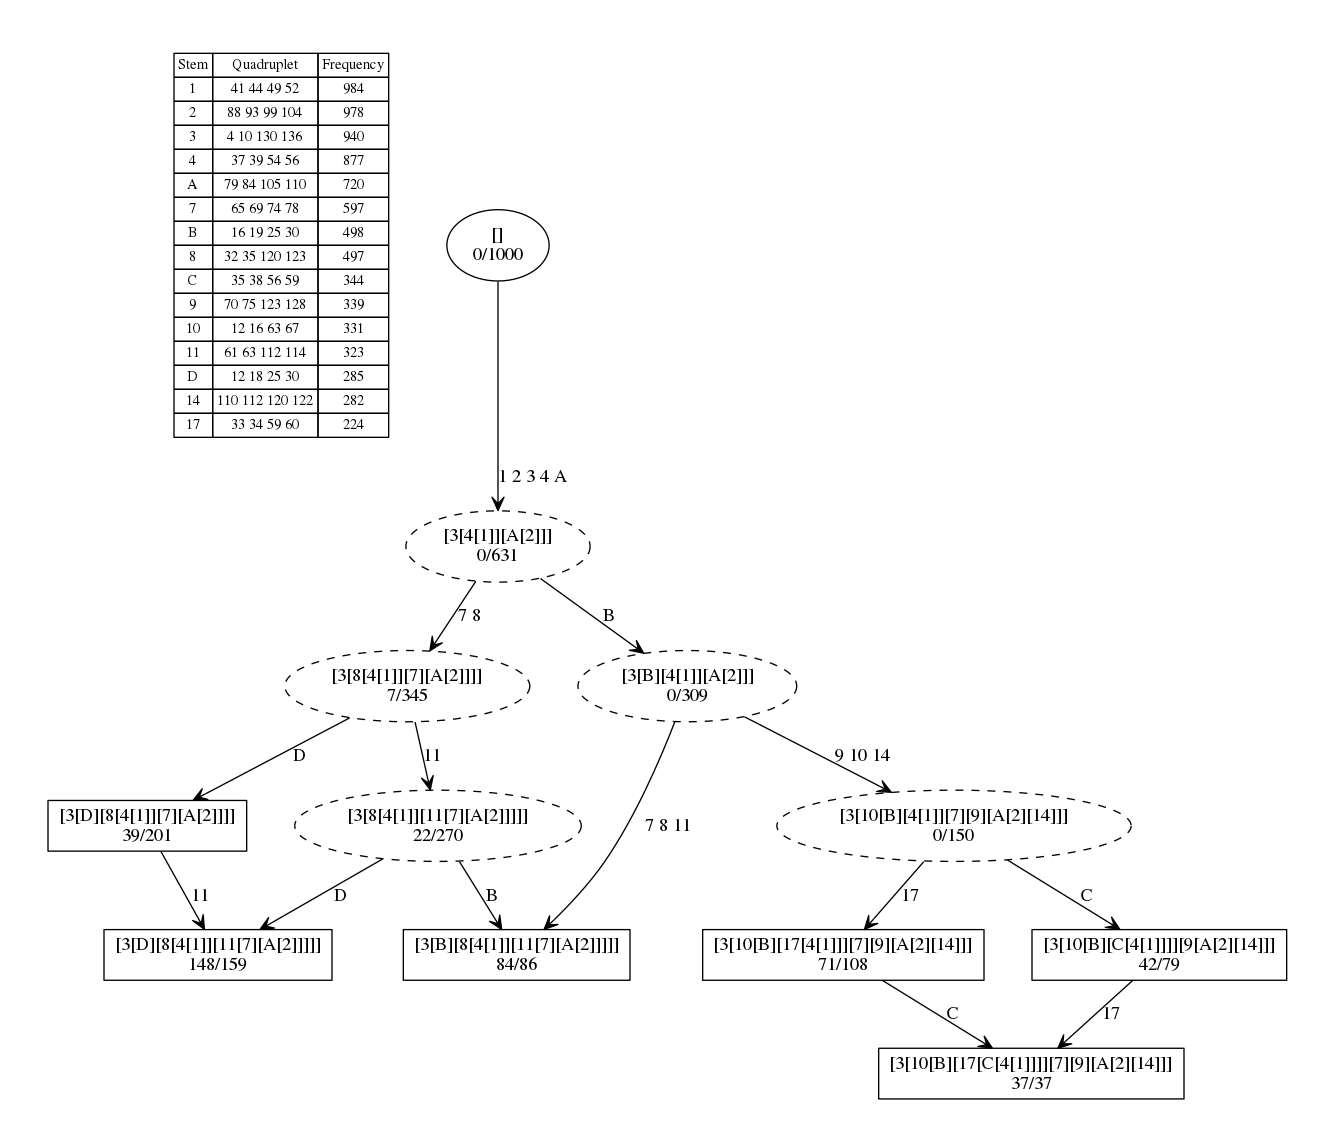 Stem Quadruplet Frequency
1 41 44 49 52 984
2 88 93 99 104 978
3 4 10 130 136 940
4 37 39 54 56 877
A 79 84 105 110 720
7 65 69 74 78 597
B 16 19 25 30 498
8 32 35 120 123 497
C 35 38 56 59 344
9 70 75 123 128 339
10 12 16 63 67 331
11 61 63 112 114 323
D 12 18 25 30 285
14 110 112 120 122 282
17 33 34 59 60 224
[]
0/1000
1 2 3 4 A
[3[4[1]][A[2]]]
0/631
7 8
B
[3[8[4[1]][7][A[2]]]]
7/345
[3[B][4[1]][A[2]]]
0/309
D
11
7 8 11
9 10 14
[3[D][8[4[1]][7][A[2]]]]
39/201
[3[8[4[1]][11[7][A[2]]]]]
22/270
[3[10[B][4[1]][7][9][A[2][14]]]
0/150
11
D
B
17
C
[3[D][8[4[1]][11[7][A[2]]]]]
148/159
[3[B][8[4[1]][11[7][A[2]]]]]
84/86
[3[10[B][17[4[1]]][7][9][A[2][14]]]
71/108
[3[10[B][C[4[1]]]][9[A[2][14]]]
42/79
C
17
[3[10[B][17[C[4[1]]]][7][9][A[2][14]]]
37/37